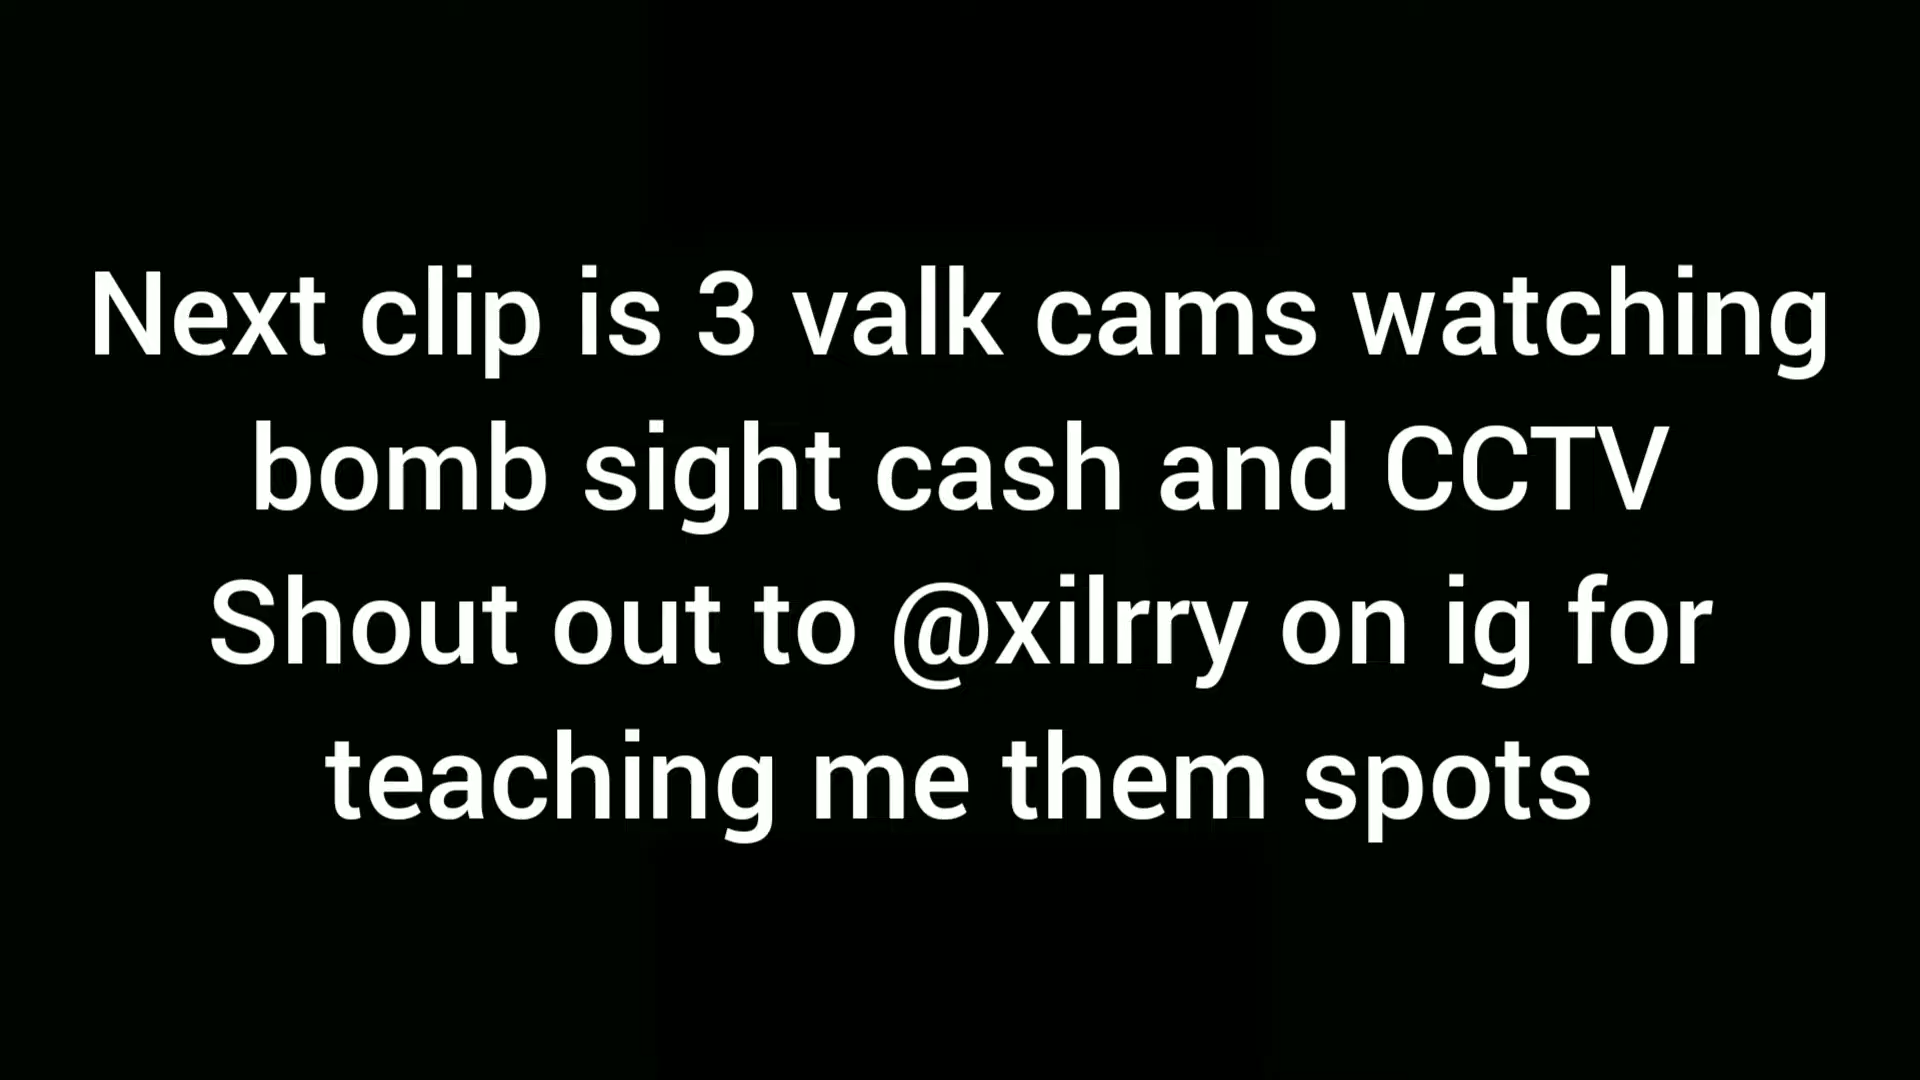 Next clip is 3 valk cams watching
bomb sight cash and CCTV
Shout out to @xilrry on ig for
teaching me them spots